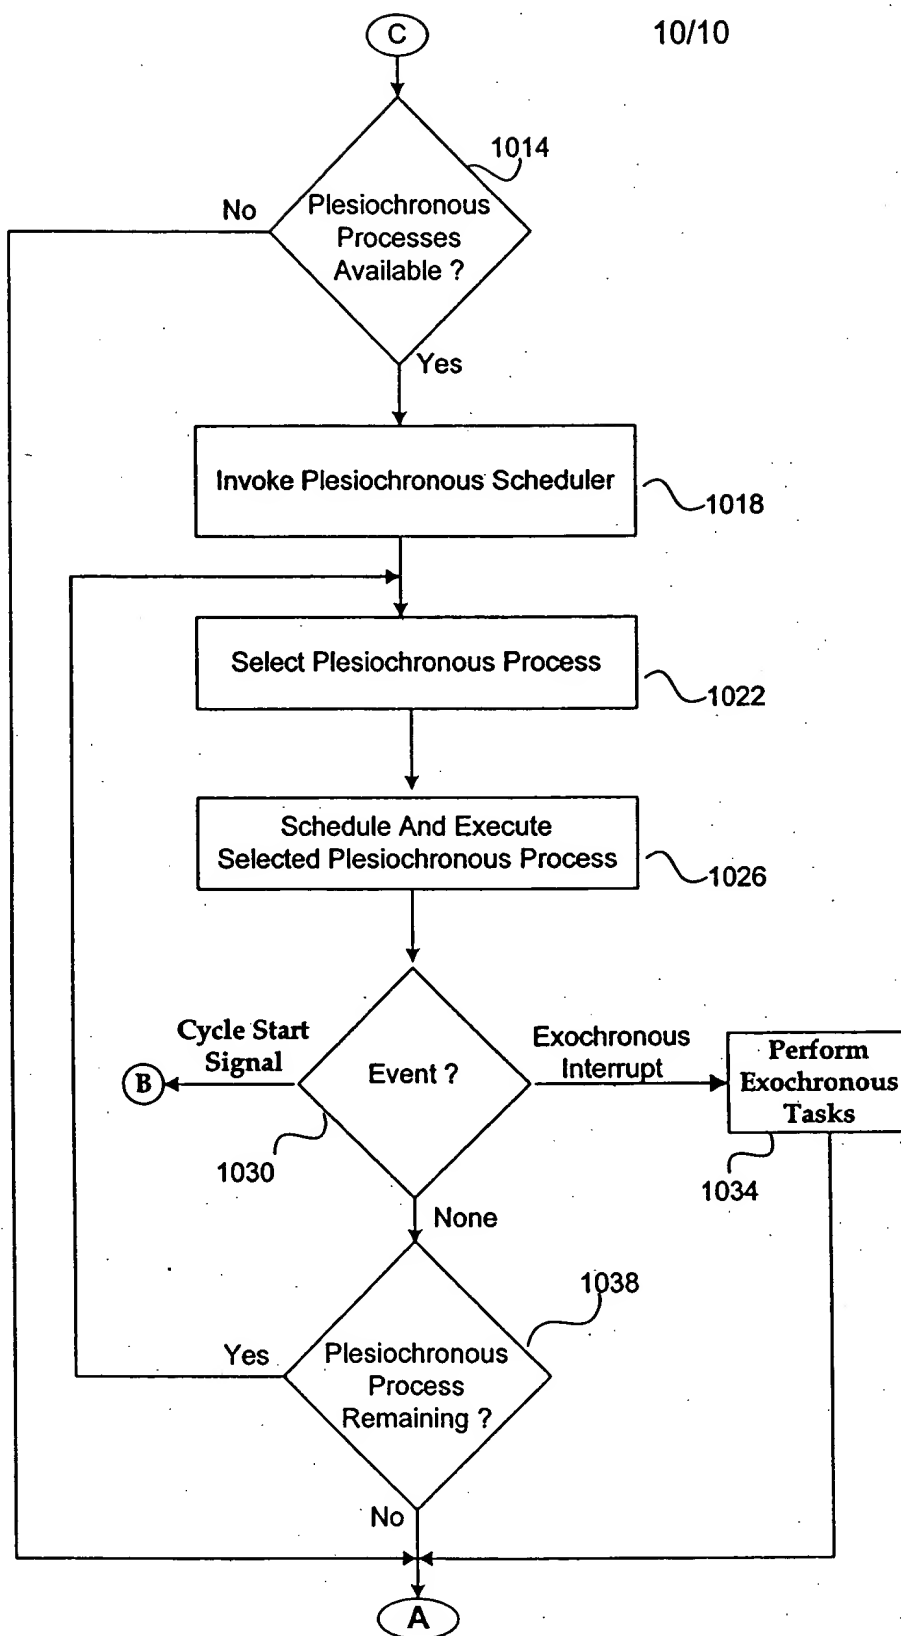 C
10/10
1014
No
Plesiochronous
Processes
Available ?
Yes
Invoke Plesiochronous Scheduler
1018
Select Plesiochronous Process
1022
Schedule And Execute
Selected Plesiochronous Process
1026
Cycle Start
Signal
B
Event ?
Exochronous
Interrupt
Perform
Exochronous
Tasks
1030
1034
None
1038
Yes
Plesiochronous
Process
Remaining ?
No
A